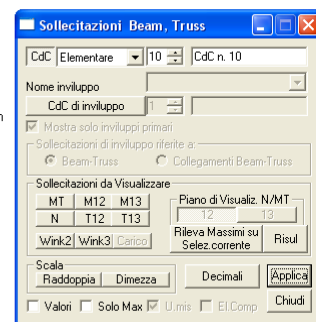 Sollecitazioni Beam, Truss
CdC Elementare 10 CdC n. 10
Nome inviluppo
CdC di inviluppo 1
Mostra solo inviluppi primari
Sollecitazioni di inviluppo riferite a:
Beam-Truss Collegamenti Beam-Truss
Sollecitazioni da Visualizzare
MT M12 M13 Piano di Visualiz. N/MT
N T12 T13 12 13
Wink2 Wink3 Carico Rileva Massimi su Selez.corrente Risul
Scala
Raddoppia Dimezza Decimali Applica
Valori Solo Max U.mis El.Comp Chiudi